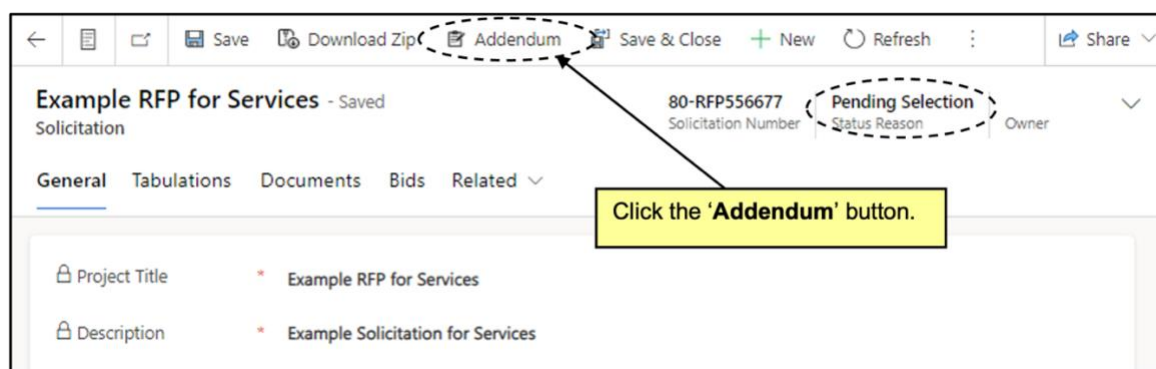 Save Download Zip Addendum Save & Close New Refresh Share
Example RFP for Services - Saved
Solicitation
80-RFP556677
Solicitation Number
Pending Selection
Status Reason
Owner
General Tabulations Documents Bids Related
Click the ‘Addendum’ button.
Project Title * Example RFP for Services
Description * Example Solicitation for Services